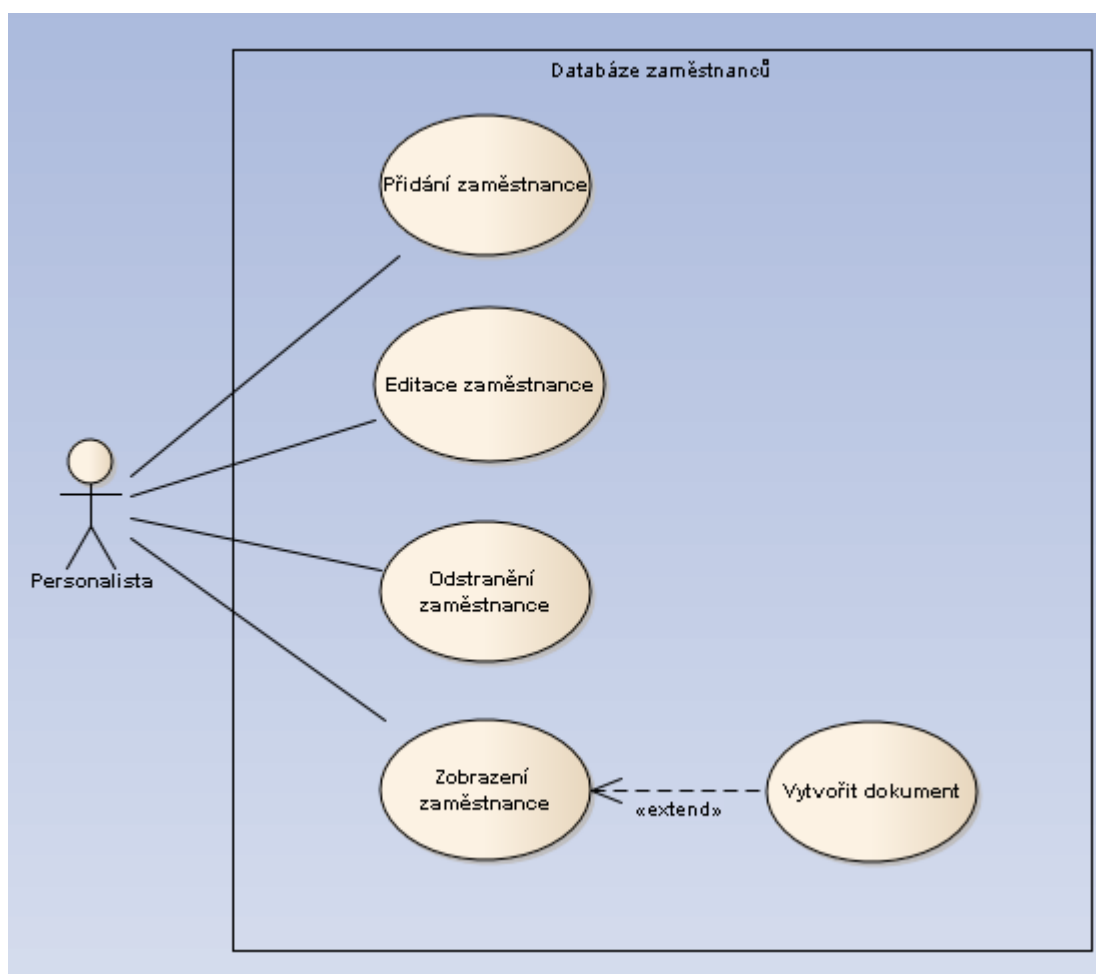 Databáze zaměstnanců
Přidání zaměstnance
Editace zaměstnance
Personalista
Odstranění
zaměstnance
Zobrazení
zaměstnance
«extend»
Vytvořit dokument